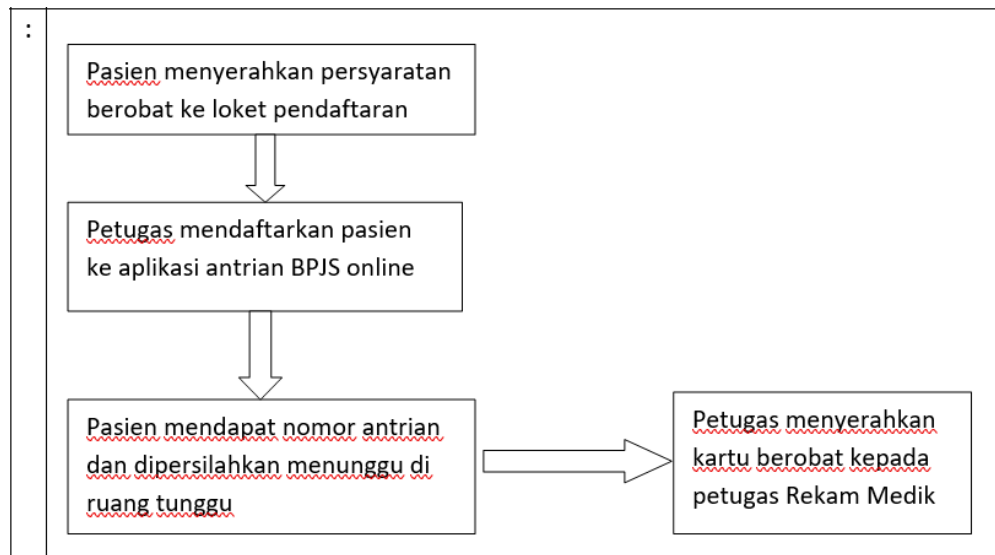 :
Pasien menyerahkan persyaratan
berobat ke loket pendaftaran
Petugas mendaftarkan pasien
ke aplikasi antrian BPJS online
Pasien mendapat nomor antrian
dan dipersilahkan menunggu di
ruang tunggu
Petugas menyerahkan
kartu berobat kepada
petugas Rekam Medik